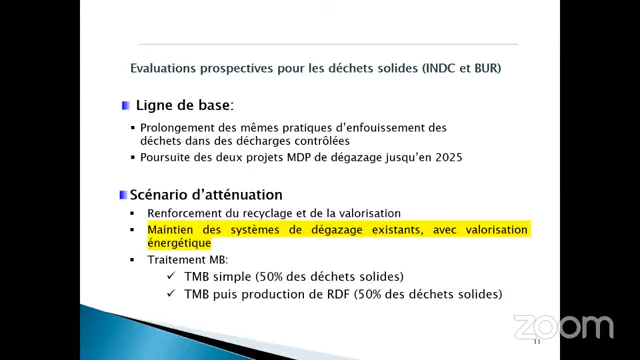 Evaluations prospectives pour les déchets solides (INDC et BUR)
Ligne de base:
Prolongement des mêmes pratiques d'enfouissement des
déchets dans des décharges contrôlées
Poursuite des deux projets MDP de dégazage jusqu'en 2025
Scénario d'atténuation
Renforcement du recyclage et de la valorisation
Maintien des systèmes de dégazage existants, avec valorisation
énergétique
Traitement MB:
TMB simple (50% des déchets solides)
TMB puis production de RDF (50% des déchets solides)
zoom
11